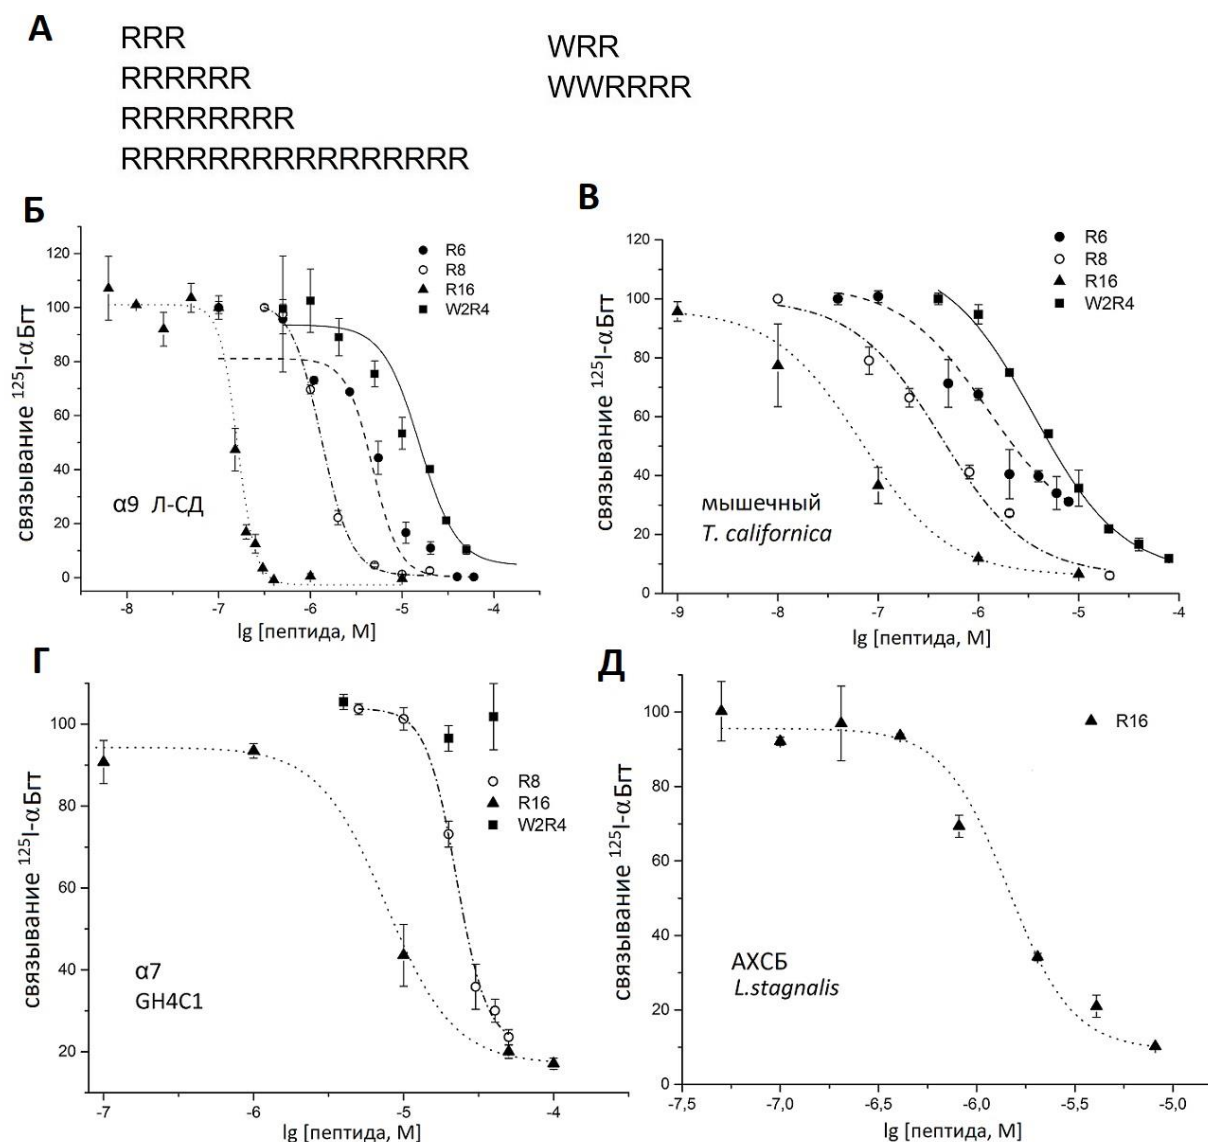 А
RRR
RRRRRR
RRRRRRRR
RRRRRRRRRRRRRRRR
WRR
WWRRRR
Б
связывание ¹²⁵I-αБгт
120
100
80
60
40
20
0
R6
R8
R16
W2R4
α9 Л-СД
-8 -7 -6 -5 -4
lg [пептида, М]
В
связывание ¹²⁵I-αБгт
120
100
80
60
40
20
0
R6
R8
R16
W2R4
мышечный
T. californica
-9 -8 -7 -6 -5 -4
lg [пептида, М]
Г
связывание ¹²⁵I-αБгт
100
80
60
40
20
R8
R16
W2R4
α7
GH4C1
-7 -6 -5 -4
lg [пептида, М]
Д
связывание ¹²⁵I-αБгт
100
80
60
40
20
0
R16
АХСБ
L.stagnalis
-7,5 -7,0 -6,5 -6,0 -5,5 -5,0
lg [пептида, М]